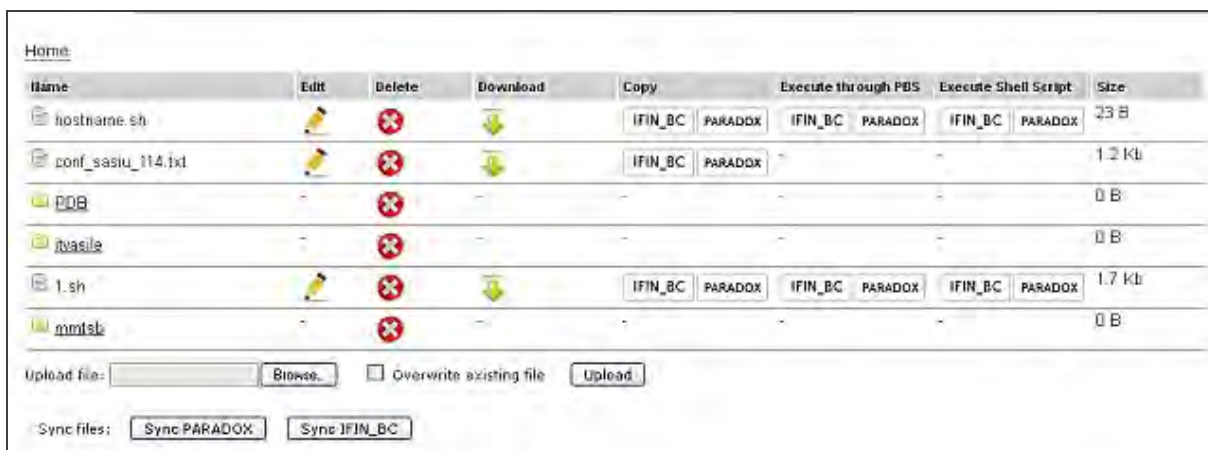 Home
Name Edit Delete Download Copy Execute through PBS Execute Shell Script Size
hostname.sh IFIN_BC PARADOX IFIN_BC PARADOX IFIN_BC PARADOX 23 B
conf_sasiu_114.txt IFIN_BC PARADOX - - 1.2 Kb
PDB - - - - - 0 B
itvasile - - - - - 0 B
1.sh IFIN_BC PARADOX IFIN_BC PARADOX IFIN_BC PARADOX 1.7 Kb
mmtsb - - - - - 0 B
Upload file: Browse.. Overwrite existing file Upload
Sync files: Sync PARADOX Sync IFIN_BC